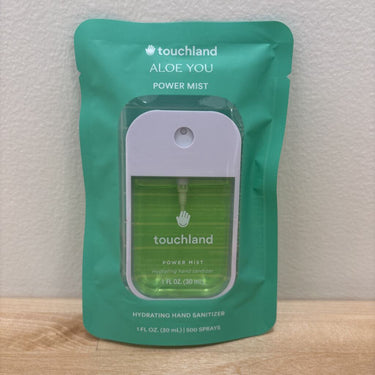 touchland
ALOE YOU
POWER MIST
touchland
POWER MIST
Hydrating hand sanitizer
1 FL OZ. (30 mL)
HYDRATING HAND SANITIZER
1 FL OZ. (30 mL) | 500 SPRAYS